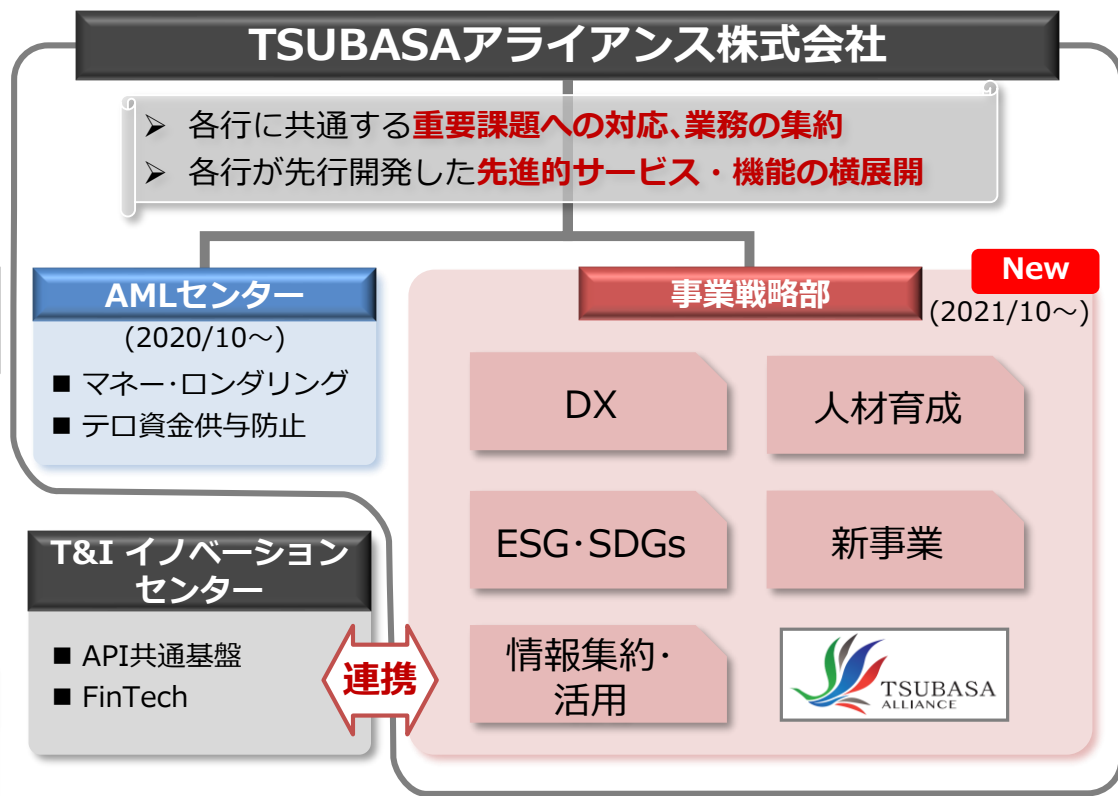 TSUBASAアライアンス株式会社
➢ 各行に共通する重要課題への対応、業務の集約
➢ 各行が先行開発した先進的サービス・機能の横展開
AMLセンター
(2020/10～)
■ マネー・ロンダリング
■ テロ資金供与防止
New
事業戦略部
(2021/10～)
DX
人材育成
ESG・SDGs
新事業
情報集約・
活用
TSUBASA
ALLIANCE
T&I イノベーション
センター
■ API共通基盤
■ FinTech
連携